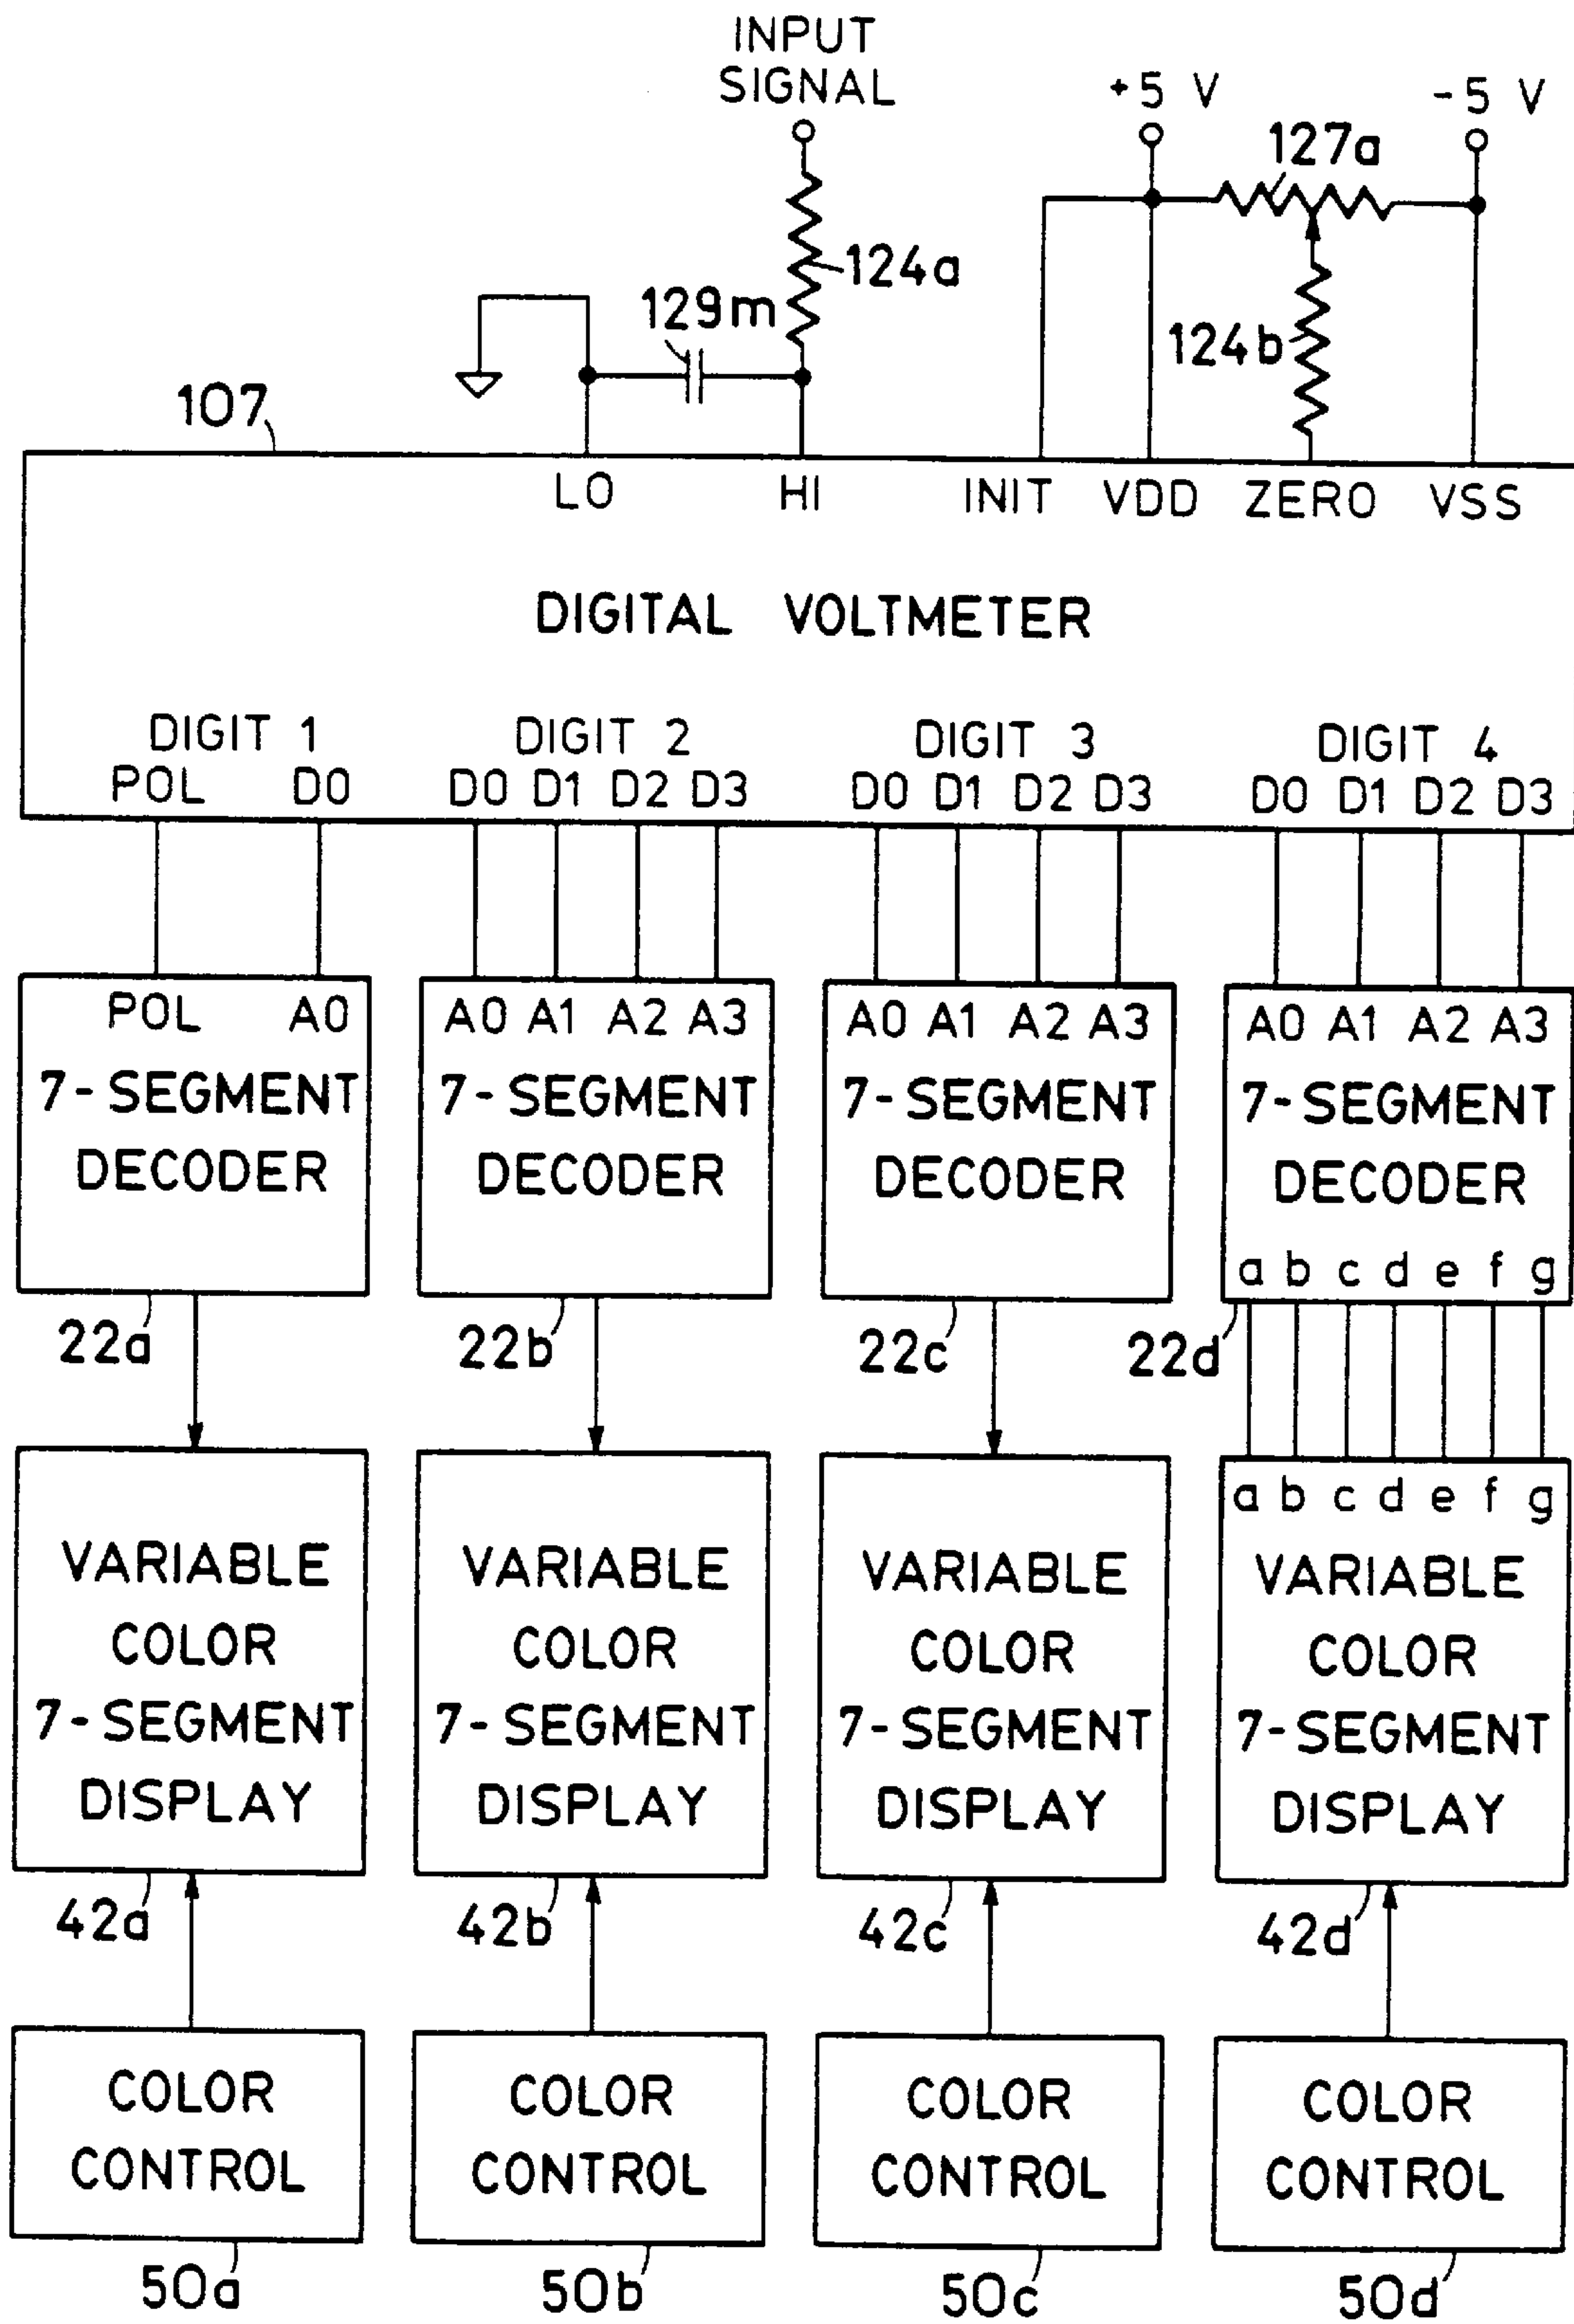 INPUT
SIGNAL
+5 V
-5 V
127a
124a
129m
124b
107
LO HI INIT VDD ZERO VSS
DIGITAL VOLTMETER
DIGIT 1 DIGIT 2 DIGIT 3 DIGIT 4
POL D0 D0 D1 D2 D3 D0 D1 D2 D3 D0 D1 D2 D3
POL A0
7-SEGMENT
DECODER
22a
A0 A1 A2 A3
7-SEGMENT
DECODER
22b
A0 A1 A2 A3
7-SEGMENT
DECODER
22c
A0 A1 A2 A3
7-SEGMENT
DECODER
a b c d e f g
22d
VARIABLE
COLOR
7-SEGMENT
DISPLAY
42a
VARIABLE
COLOR
7-SEGMENT
DISPLAY
42b
VARIABLE
COLOR
7-SEGMENT
DISPLAY
42c
a b c d e f g
VARIABLE
COLOR
7-SEGMENT
DISPLAY
42d
COLOR
CONTROL
50a
COLOR
CONTROL
50b
COLOR
CONTROL
50c
COLOR
CONTROL
50d